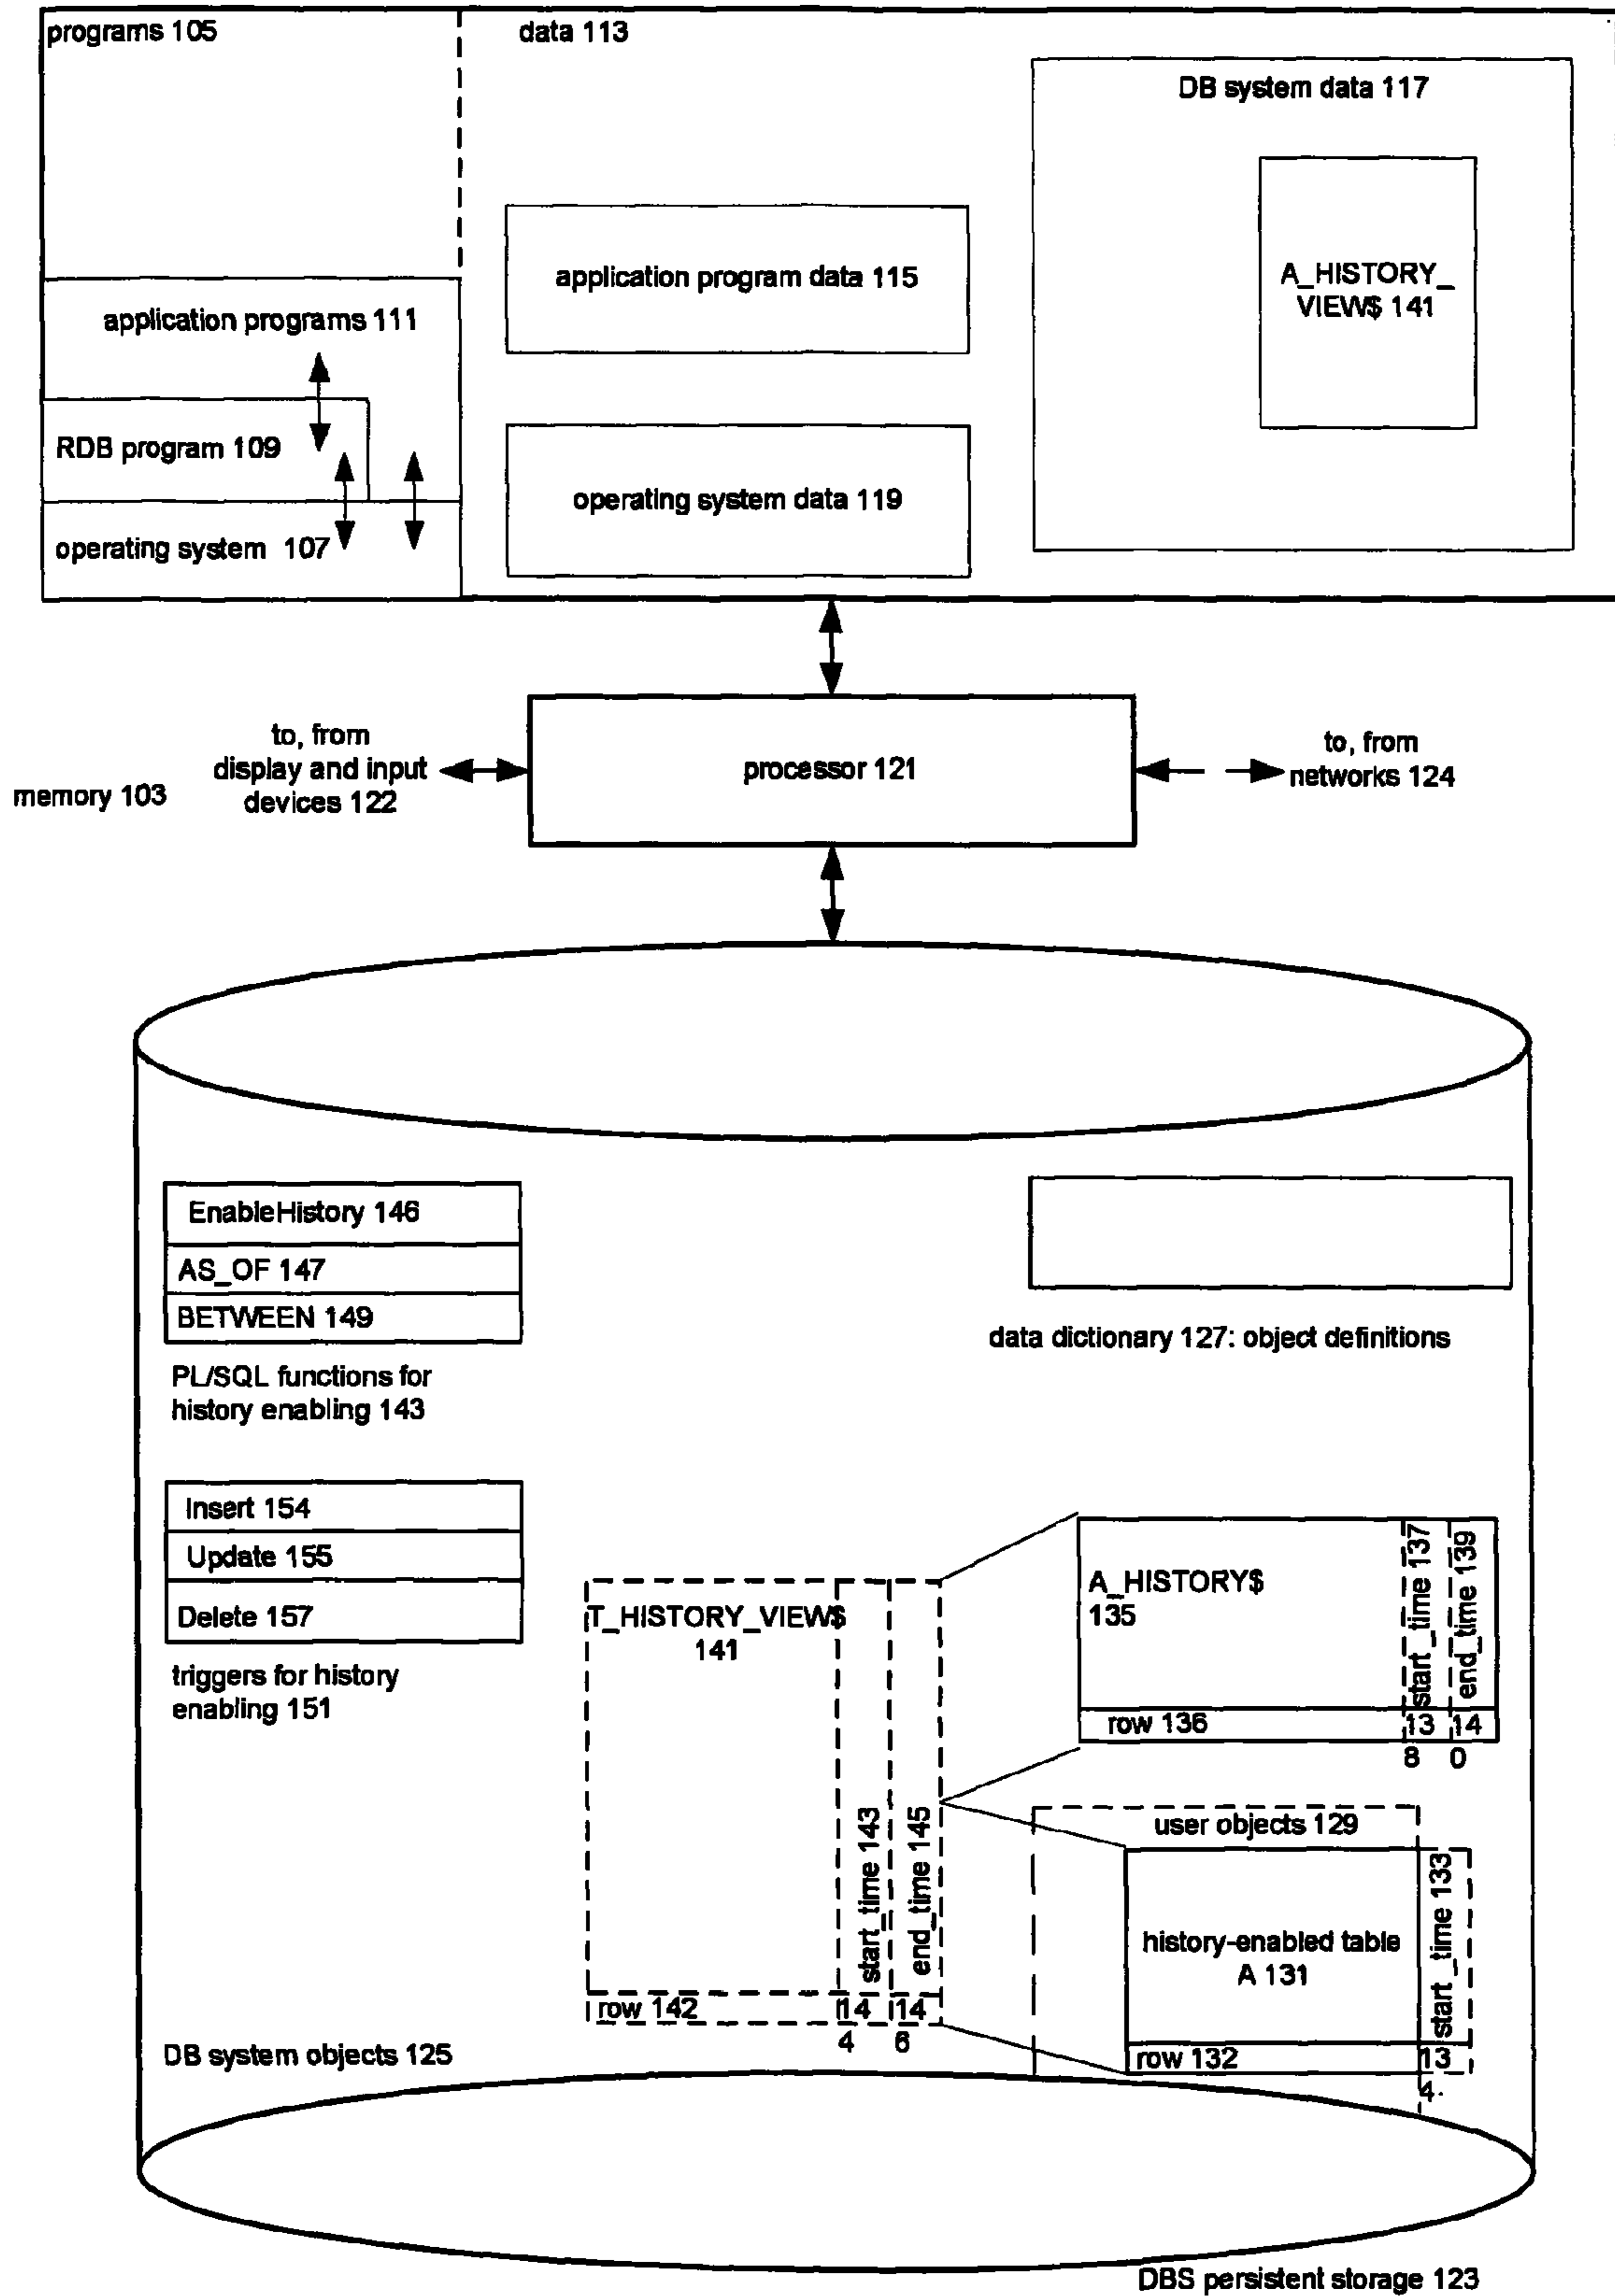 programs 105
data 113
DB system data 117
A_HISTORY_
VIEW$ 141
application program data 115
application programs 111
RDB program 109
operating system data 119
operating system 107
to, from
display and input
devices 122
processor 121
to, from
networks 124
memory 103
EnableHistory 146
AS_OF 147
BETWEEN 149
PL/SQL functions for
history enabling 143
data dictionary 127: object definitions
Insert 154
Update 155
Delete 157
triggers for history
enabling 151
T_HISTORY_VIEW$
141
start_time 143
end_time 145
row 142
14
4
14
6
A_HISTORY$
135
start_time 137
end_time 139
row 136
13
8
14
0
user objects 129
history-enabled table
A 131
start_time 133
row 132
13
4
DB system objects 125
DBS persistent storage 123